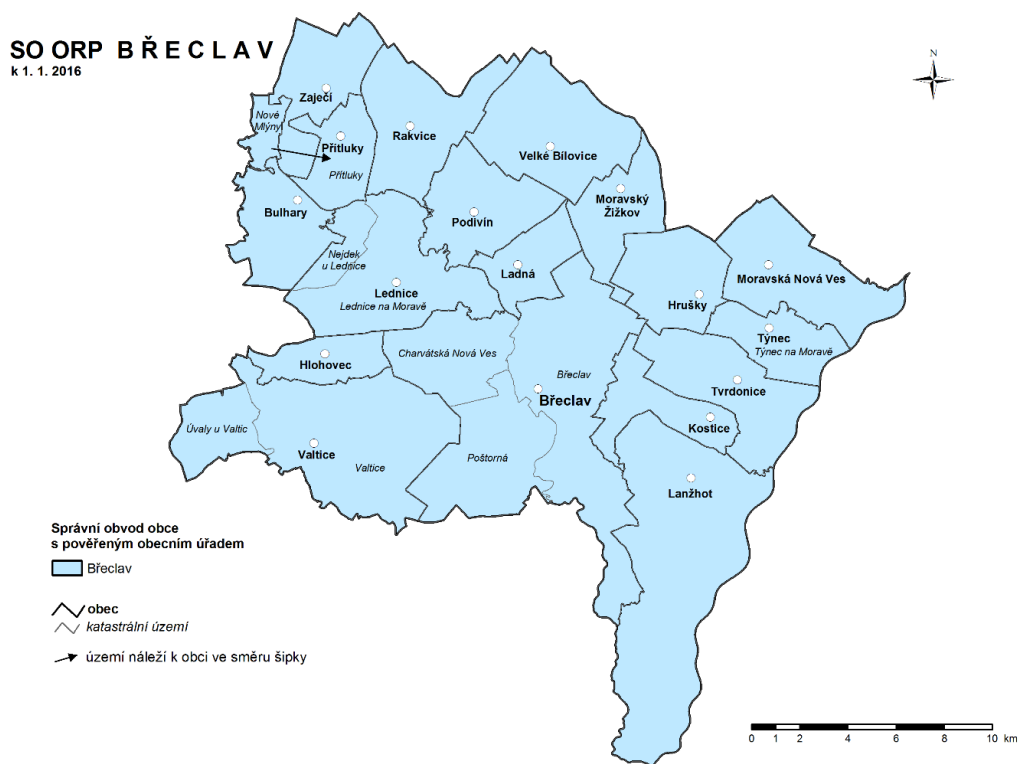 SO ORP BŘECLAV
k 1. 1. 2016
N
Zaječí
Nové
Mlýny
Přítluky
Přítluky
Rakvice
Velké Bílovice
Moravský
Žižkov
Bulhary
Podivín
Nejdek
u Lednice
Ladná
Moravská Nová Ves
Lednice
Lednice na Moravě
Hrušky
Týnec
Týnec na Moravě
Charvátská Nová Ves
Hlohovec
Břeclav
Břeclav
Tvrdonice
Kostice
Úvaly u Valtic
Valtice
Valtice
Poštorná
Lanžhot
Správní obvod obce
s pověřeným obecním úřadem
Břeclav
obec
katastrální území
území náleží k obci ve směru šipky
0 1 2 4 6 8 10 km